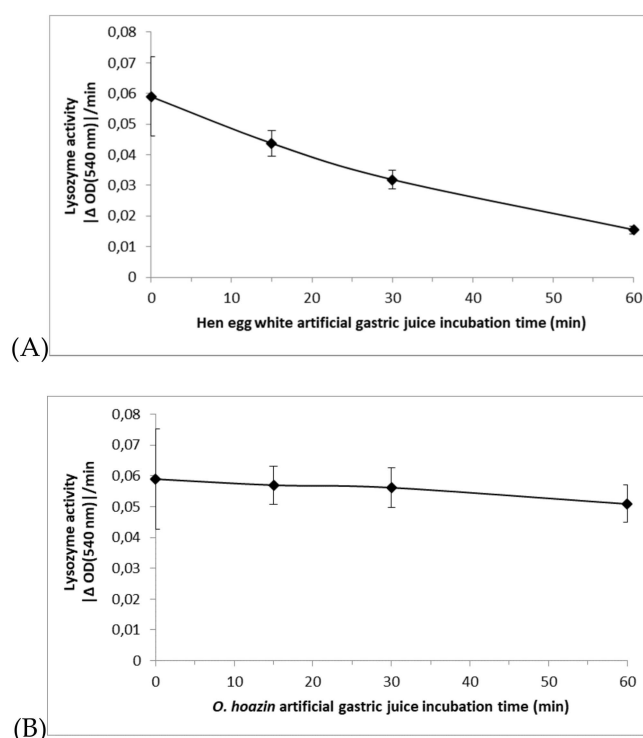 0,08
0,07
0,06
0,05
0,04
0,03
0,02
0,01
0
Lysozyme activity
|Δ OD(540 nm)|/min
0 10 20 30 40 50 60
Hen egg white artificial gastric juice incubation time (min)
(A)
0,08
0,07
0,06
0,05
0,04
0,03
0,02
0,01
0
Lysozyme activity
|Δ OD(540 nm)|/min
0 10 20 30 40 50 60
O. hoazin artificial gastric juice incubation time (min)
(B)